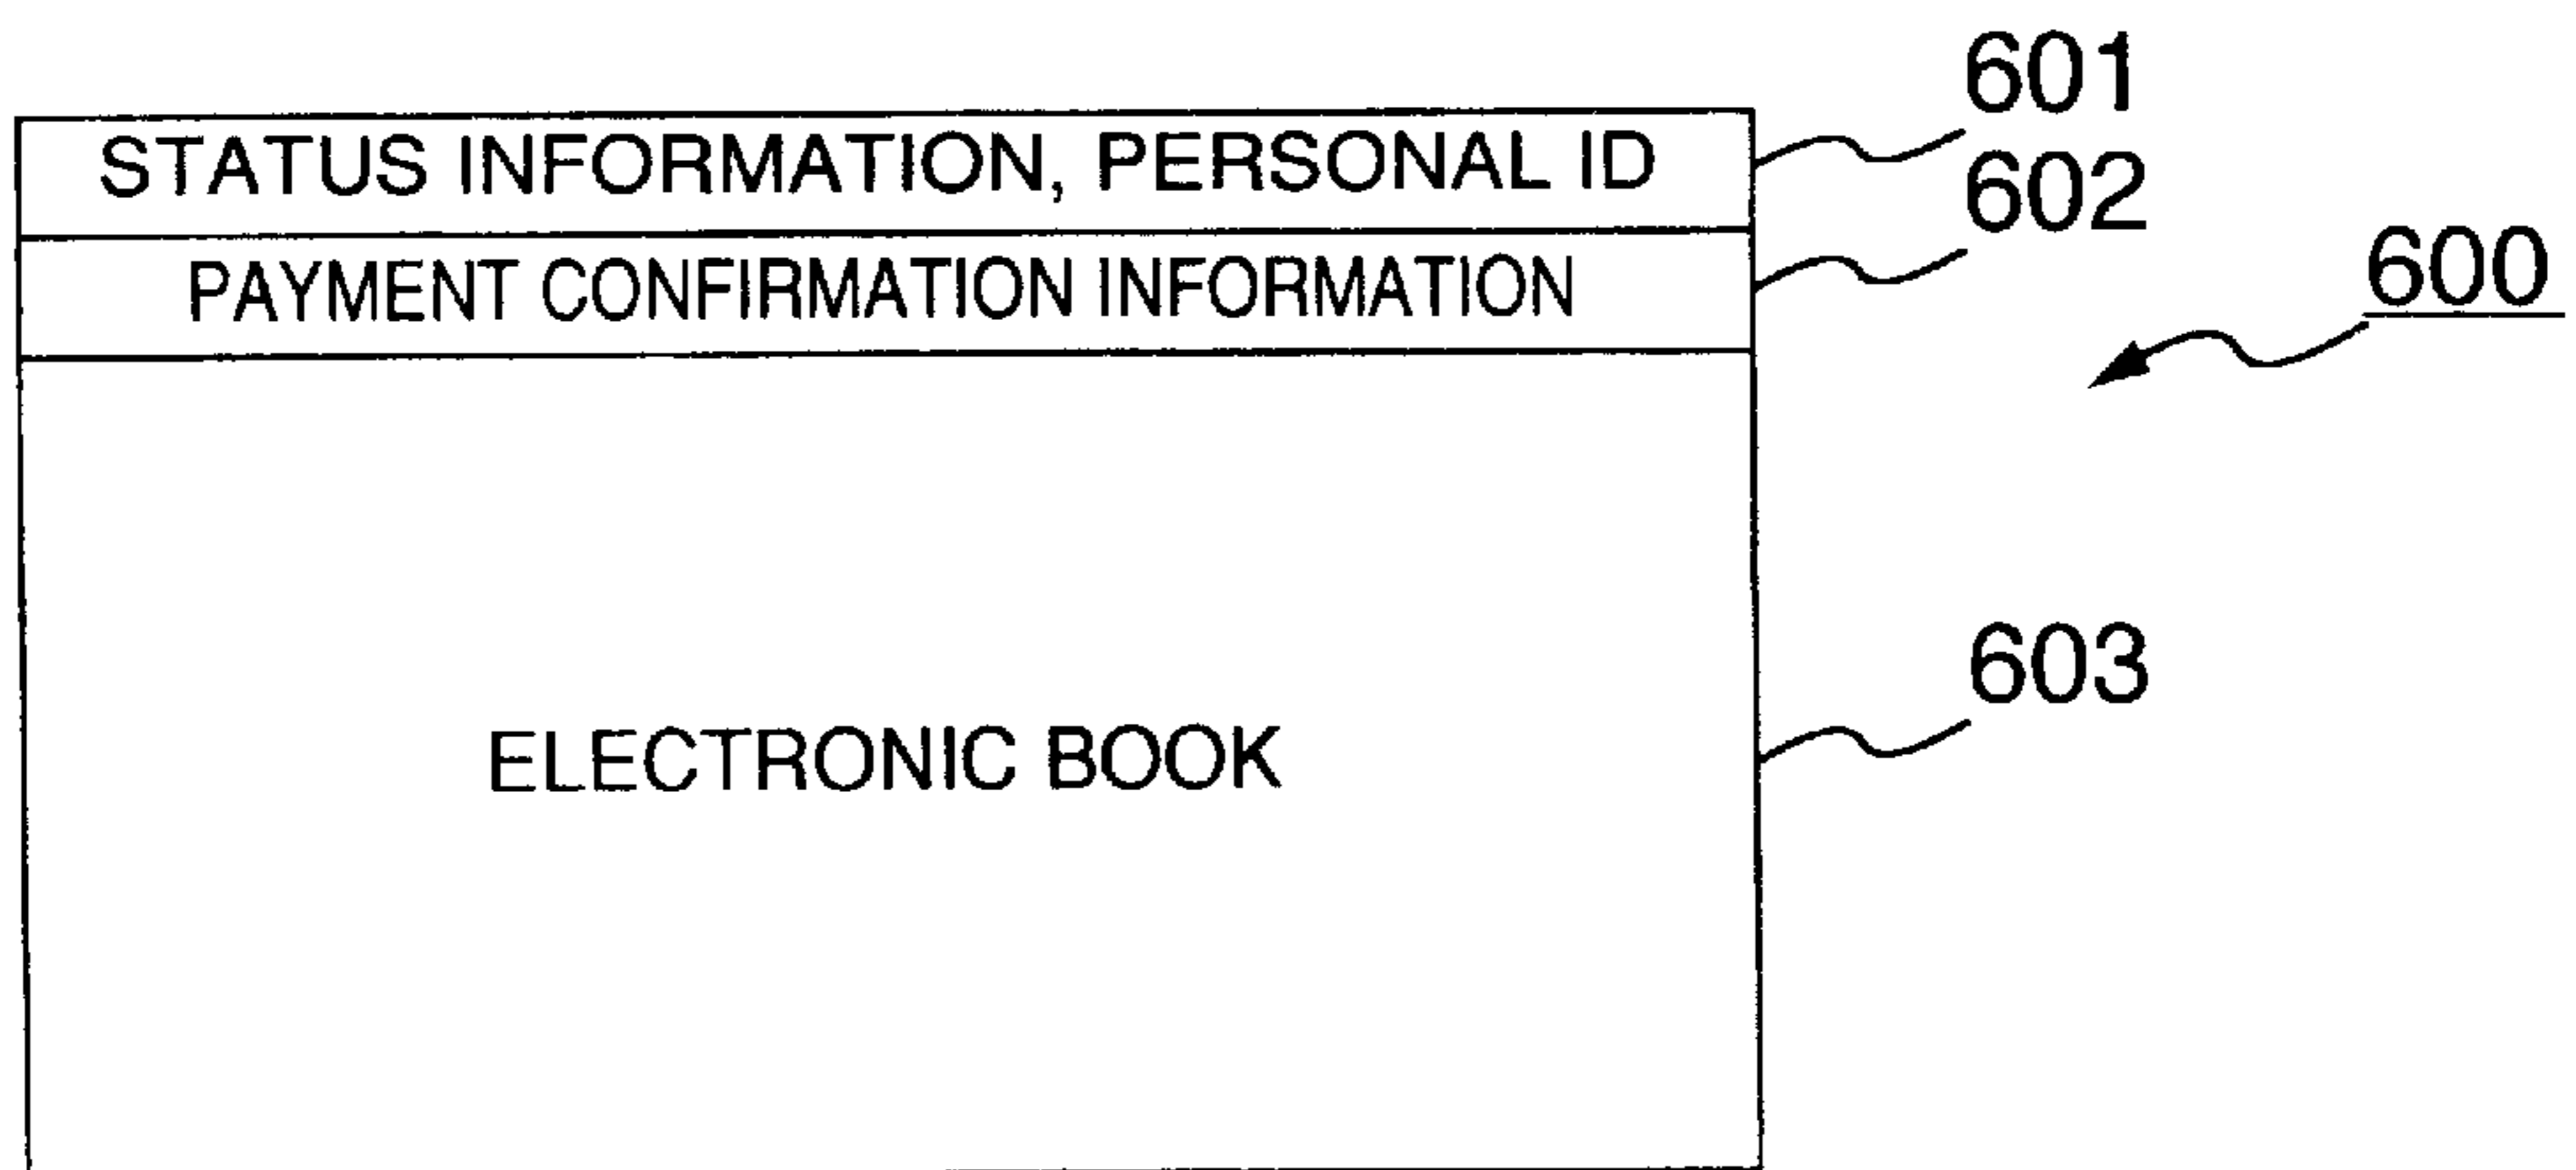 601
STATUS INFORMATION, PERSONAL ID
602
PAYMENT CONFIRMATION INFORMATION
600
603
ELECTRONIC BOOK